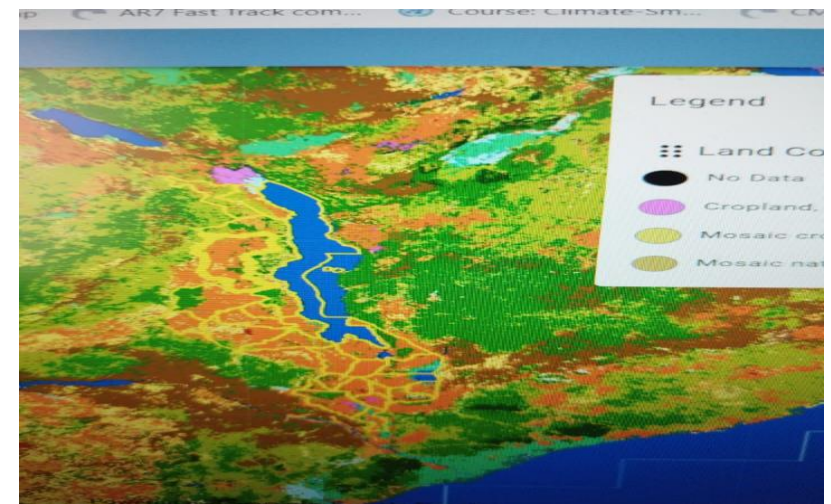 AR7 Fast Track com...
Course: Climate-Sm...
Legend
Land Co
No Data
Cropland,
Mosaic cr
Mosaic nat